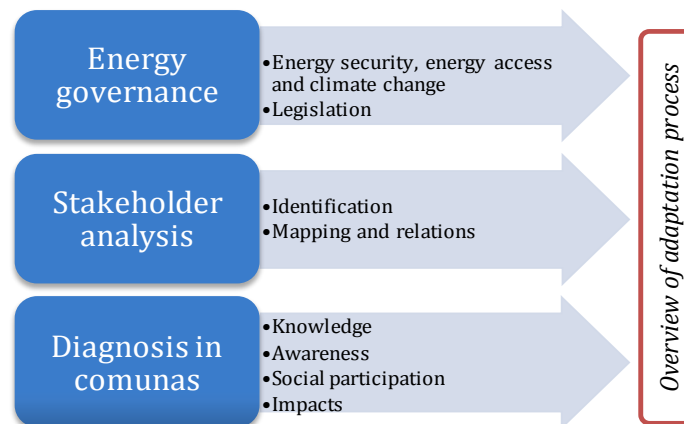 Energy
governance
•Energy security, energy access
and climate change
•Legislation
Stakeholder
analysis
•Identification
•Mapping and relations
Diagnosis in
comunas
•Knowledge
•Awareness
•Social participation
•Impacts
Overview of adaptation process